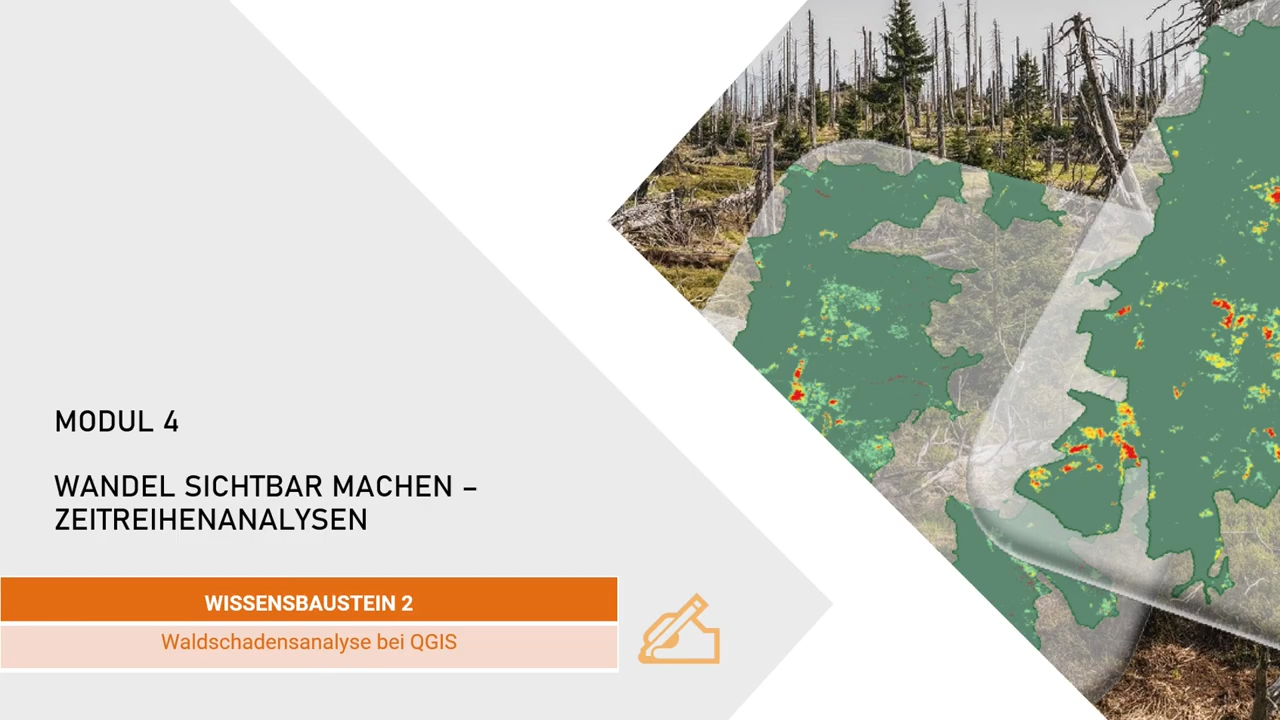 MODUL 4
WANDEL SICHTBAR MACHEN –
ZEITREIHENANALYSEN
WISSENSBAUSTEIN 2
Waldschadensanalyse bei QGIS